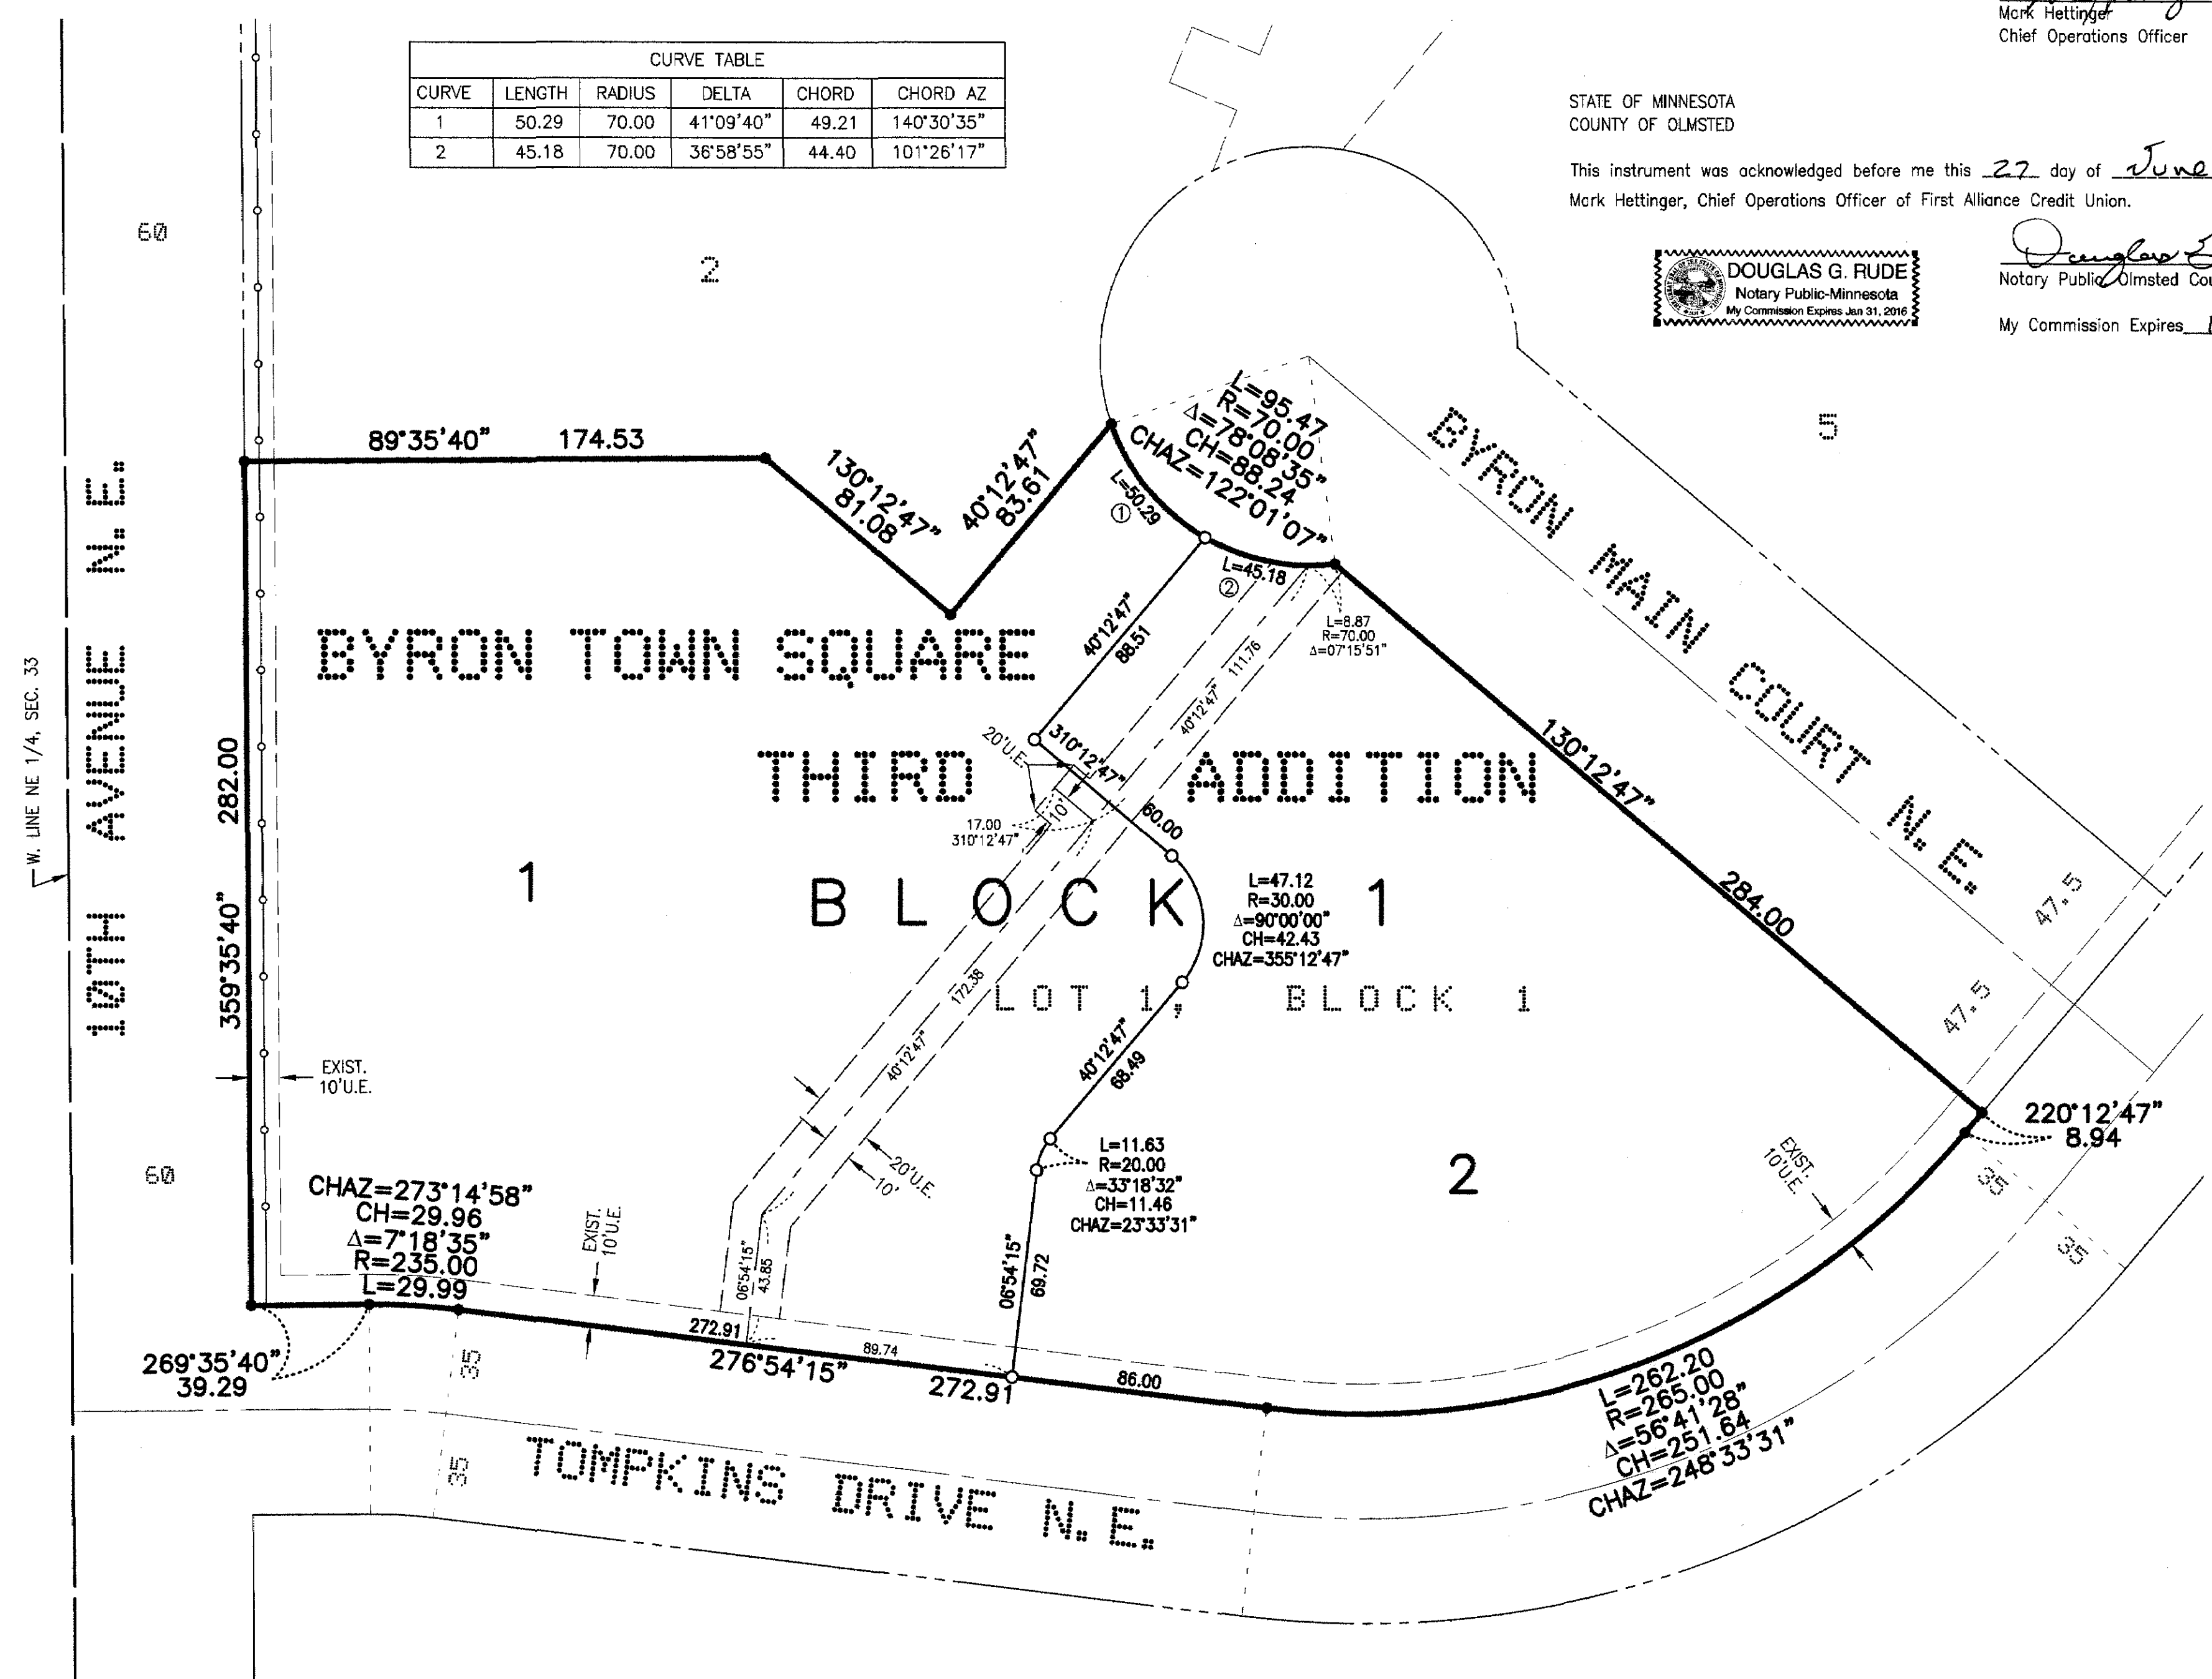 Mark Hettinger
Chief Operations Officer
CURVE TABLE
CURVE LENGTH RADIUS DELTA CHORD CHORD AZ
1 50.29 70.00 41°09'40" 49.21 140°30'35"
2 45.18 70.00 36°58'55" 44.40 101°26'17"
STATE OF MINNESOTA
COUNTY OF OLMSTED
This instrument was acknowledged before me this 27 day of June
Mark Hettinger, Chief Operations Officer of First Alliance Credit Union.
DOUGLAS G. RUDE
Notary Public-Minnesota
My Commission Expires Jan 31, 2016
Douglas
Notary Public, Olmsted Cou
My Commission Expires
60
2
5
89°35'40" 174.53
130°12'47"
81.08
40°12'47"
83.61
L=95.47
R=70.00
Δ=78°08'35"
CH=88.24
CHAZ=122°01'07"
L=50.29
1
L=45.18
2
L=8.87
R=70.00
Δ=07°15'51"
BYRON MAIN COURT N.E.
W. LINE NE 1/4, SEC. 33
10TH AVENUE N.E.
359°35'40" 282.00
BYRON TOWN SQUARE
THIRD ADDITION
40°12'47"
88.51
40°12'47" 111.76
20'U.E.
310°12'47"
60.00
10'
17.00
310°12'47"
130°12'47"
284.00
1
BLOCK 1
L=47.12
R=30.00
Δ=90°00'00"
CH=42.43
CHAZ=355°12'47"
LOT 1, BLOCK 1
47.5
47.5
40°12'47" 172.38
40°12'47"
68.49
EXIST.
10'U.E.
220°12'47"
8.94
L=11.63
R=20.00
Δ=33°18'32"
CH=11.46
CHAZ=23°33'31"
20'U.E.
10'
2
EXIST.
10'U.E.
35
35
60
CHAZ=273°14'58"
CH=29.96
Δ=7°18'35"
R=235.00
L=29.99
EXIST.
10'U.E.
06°54'15"
43.85
06°54'15"
69.72
269°35'40"
39.29
35
35
272.91
276°54'15"
89.74
272.91
86.00
L=262.20
R=265.00
Δ=56°41'28"
CH=251.64
CHAZ=248°33'31"
TOMPKINS DRIVE N.E.